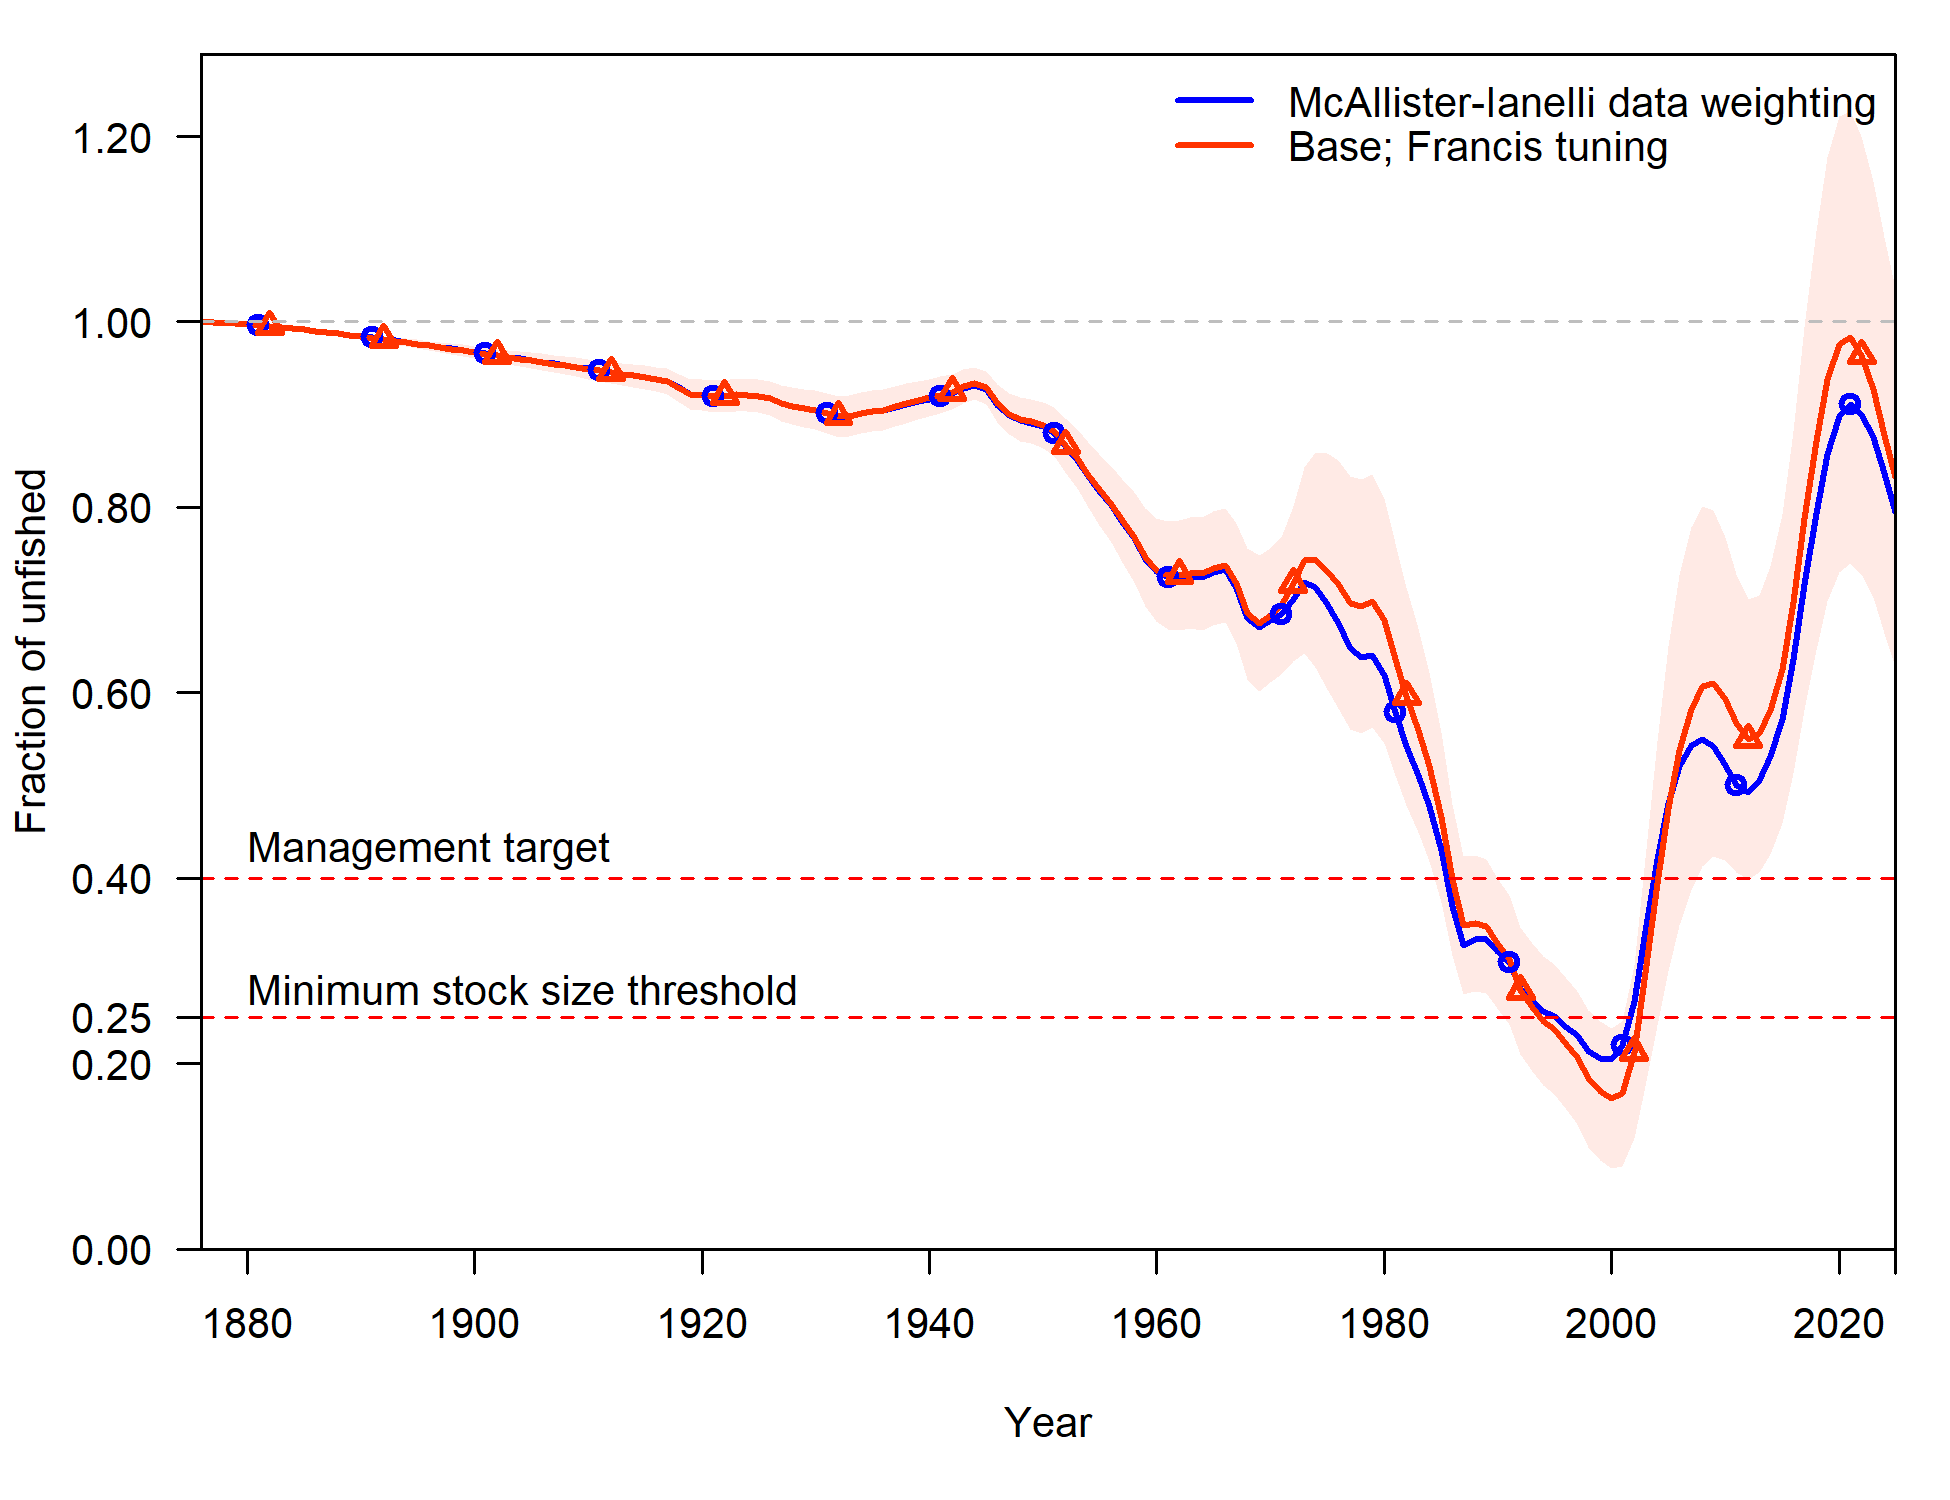 McAllister-Ianelli data weighting
Base; Francis tuning
1.20
1.00
0.80
0.60
0.40
0.25
0.20
0.00
Fraction of unfished
Management target
Minimum stock size threshold
1880
1900
1920
1940
1960
1980
2000
2020
Year